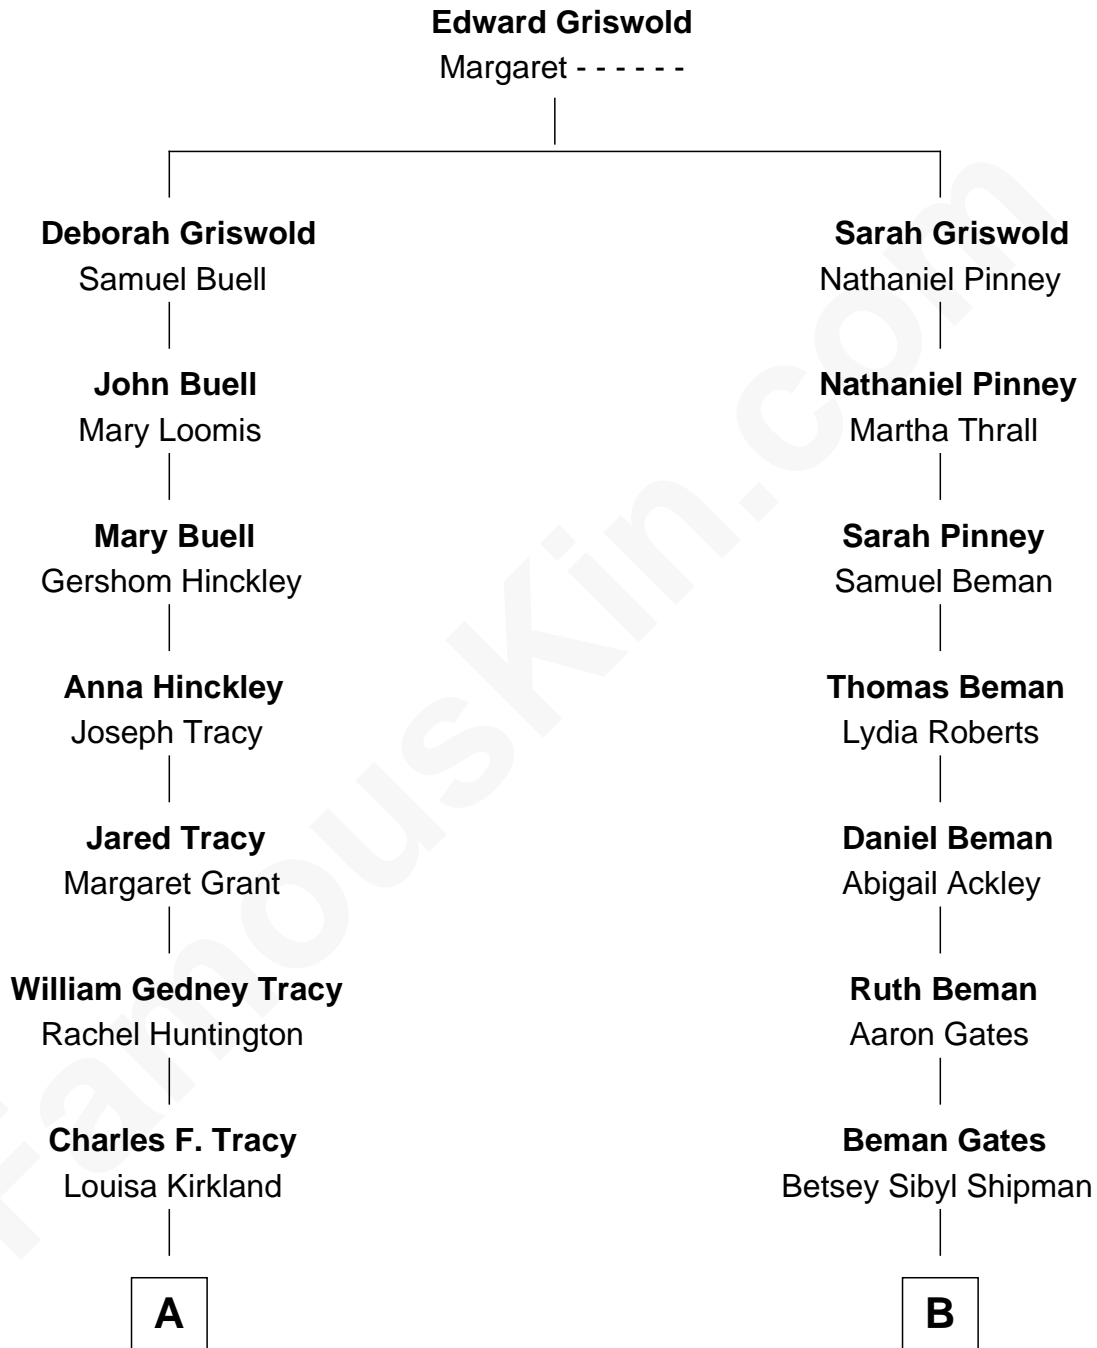 Edward Griswold
Margaret - - - - - -
Deborah Griswold
Samuel Buell
Sarah Griswold
Nathaniel Pinney
John Buell
Mary Loomis
Nathaniel Pinney
Martha Thrall
Mary Buell
Gershom Hinckley
Sarah Pinney
Samuel Beman
Anna Hinckley
Joseph Tracy
Thomas Beman
Lydia Roberts
Jared Tracy
Margaret Grant
Daniel Beman
Abigail Ackley
William Gedney Tracy
Rachel Huntington
Ruth Beman
Aaron Gates
Charles F. Tracy
Louisa Kirkland
Beman Gates
Betsey Sibyl Shipman
A
B
FamousKin.com